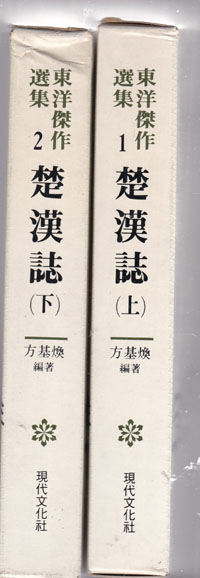 東洋傑作
選集
1
楚漢誌
(上)
方基煥
編著
現代文化社
東洋傑作
選集
2
楚漢誌
(下)
方基煥
編著
現代文化社